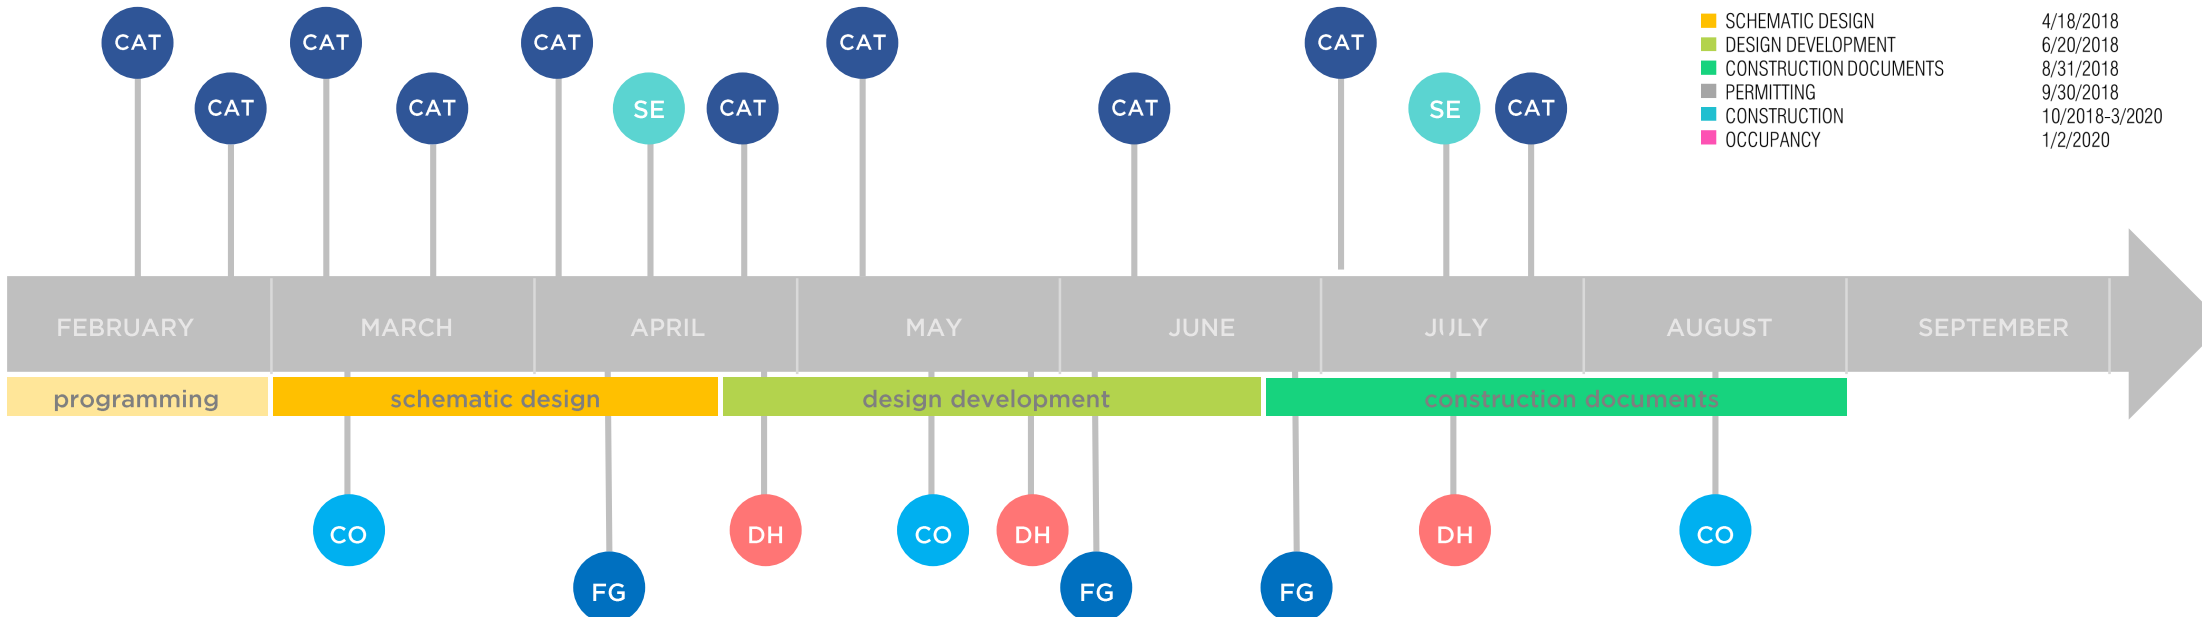 CAT CAT CAT CAT CAT
CAT CAT SE CAT CAT SE CAT
SCHEMATIC DESIGN 4/18/2018
DESIGN DEVELOPMENT 6/20/2018
CONSTRUCTION DOCUMENTS 8/31/2018
PERMITTING 9/30/2018
CONSTRUCTION 10/2018-3/2020
OCCUPANCY 1/2/2020
FEBRUARY MARCH APRIL MAY JUNE JULY AUGUST SEPTEMBER
programming schematic design design development construction documents
CO DH CO DH DH CO
FG FG FG